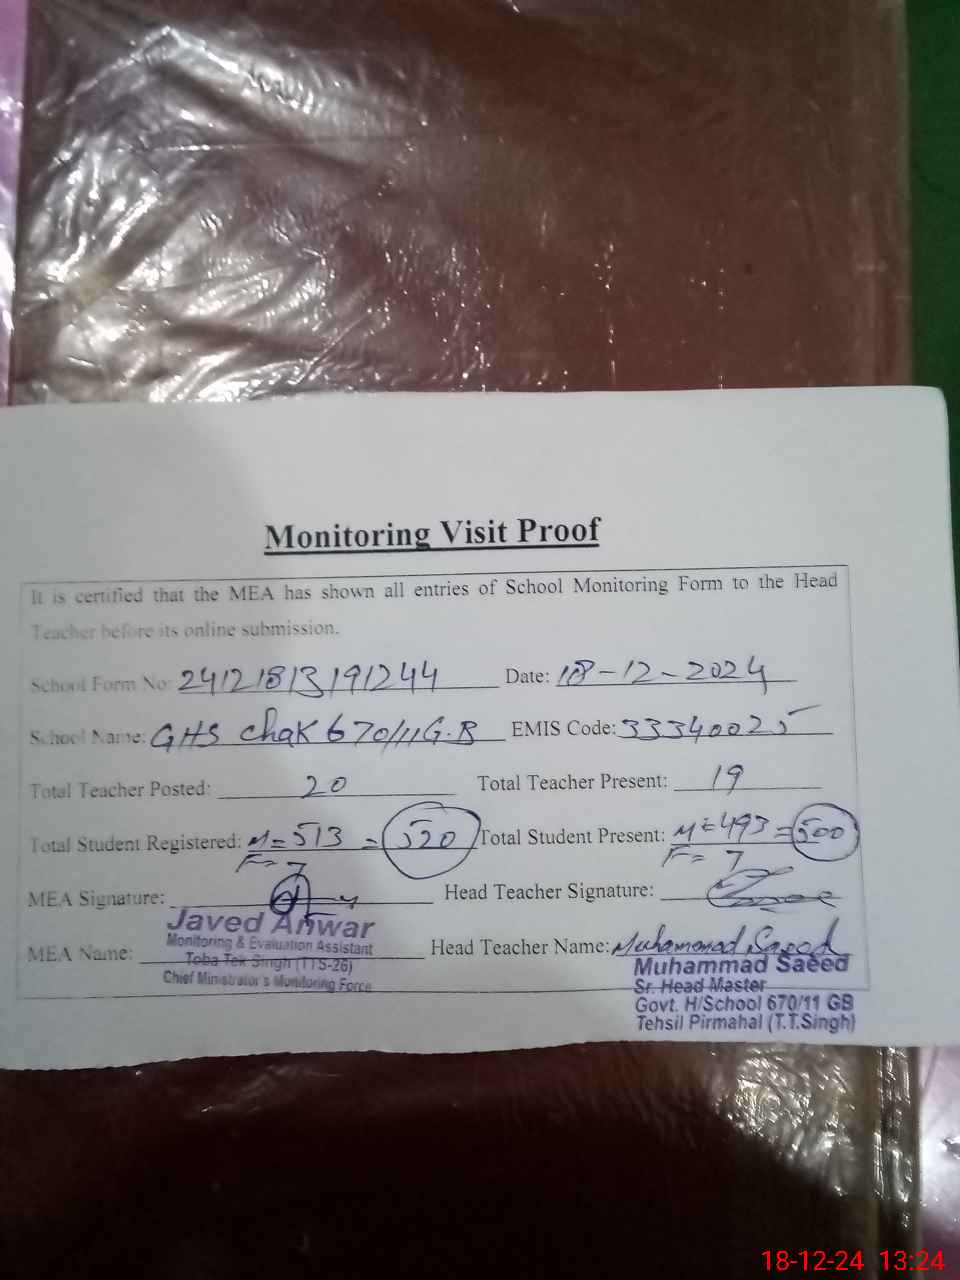 Monitoring Visit Proof
It is certified that the MEA has shown all entries of School Monitoring Form to the Head
Teacher before its online submission.
School Form No: 24121813191244 Date: 18-12-2024
School Name: GHS Chak 670/11G.B EMIS Code: 33340025
Total Teacher Posted: 20 Total Teacher Present: 19
Total Student Registered: M=513 = 520 Total Student Present: M=493 = 500
F=7 F=7
MEA Signature: Head Teacher Signature:
Javed Anwar
Monitoring & Evaluation Assistant
MEA Name: Head Teacher Name: Muhammad Saeed
Toba Tek Singh (TTS-26)
Chief Ministrator's Monitoring Force
Muhammad Saeed
Sr. Head Master
Govt. H/School 670/11 GB
Tehsil Pirmahal (T.T.Singh)
18-12-24 13:24